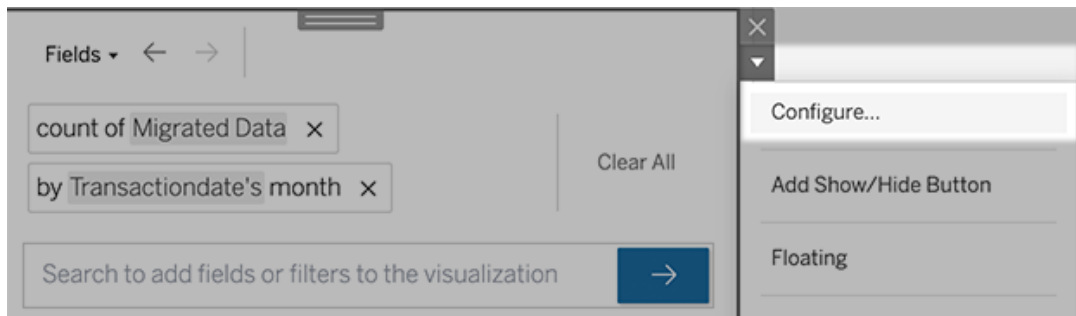 Fields
count of Migrated Data ×
by Transactiondate's month ×
Clear All
Search to add fields or filters to the visualization
Configure...
Add Show/Hide Button
Floating